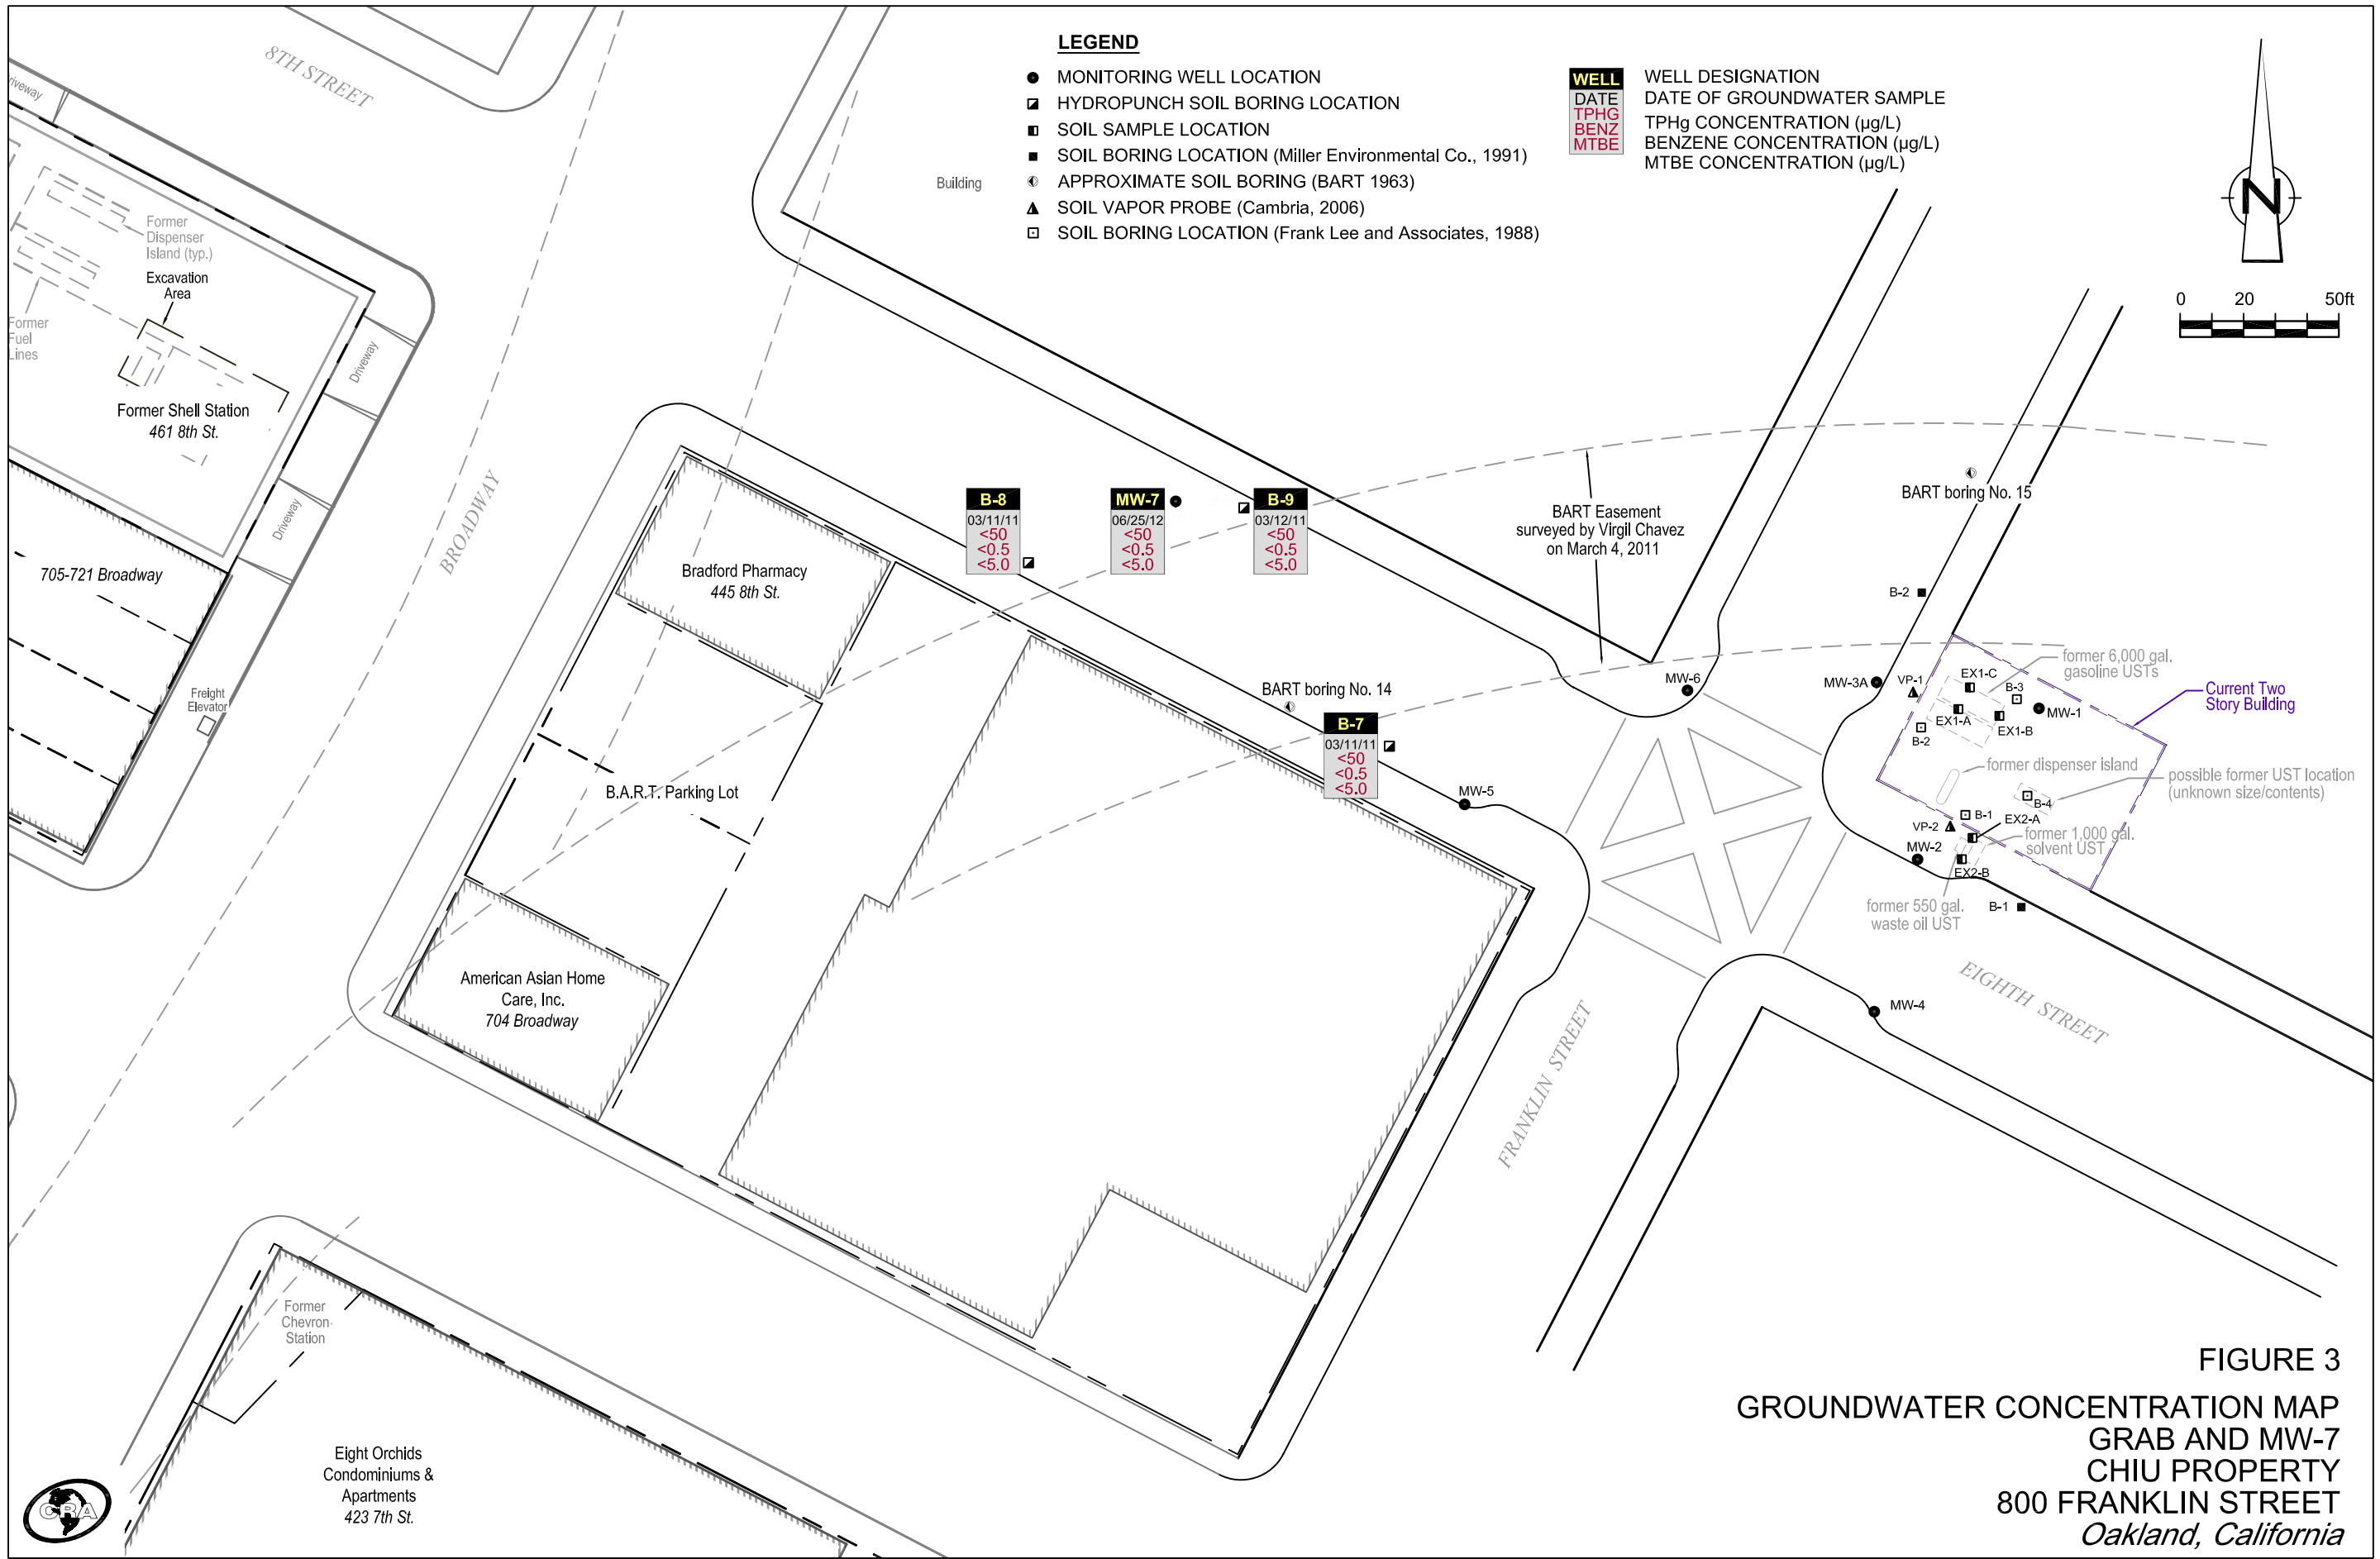 LEGEND
MONITORING WELL LOCATION
HYDROPUNCH SOIL BORING LOCATION
SOIL SAMPLE LOCATION
SOIL BORING LOCATION (Miller Environmental Co., 1991)
APPROXIMATE SOIL BORING (BART 1963)
SOIL VAPOR PROBE (Cambria, 2006)
SOIL BORING LOCATION (Frank Lee and Associates, 1988)
WELL
DATE
TPHG
BENZ
MTBE
WELL DESIGNATION
DATE OF GROUNDWATER SAMPLE
TPHg CONCENTRATION (µg/L)
BENZENE CONCENTRATION (µg/L)
MTBE CONCENTRATION (µg/L)
N
0 20 50ft
8TH STREET
riveway
Former
Dispenser
Island (typ.)
Excavation
Area
Former
Fuel
Lines
Driveway
Former Shell Station
461 8th St.
Driveway
705-721 Broadway
Freight
Elevator
BROADWAY
Building
Bradford Pharmacy
445 8th St.
B-8
03/11/11
<50
<0.5
<5.0
MW-7
06/25/12
<50
<0.5
<5.0
B-9
03/12/11
<50
<0.5
<5.0
BART Easement
surveyed by Virgil Chavez
on March 4, 2011
BART boring No. 15
BART boring No. 14
B-7
03/11/11
<50
<0.5
<5.0
B.A.R.T. Parking Lot
American Asian Home
Care, Inc.
704 Broadway
MW-5
MW-6
B-2
MW-3A
VP-1
EX1-C
B-3
MW-1
EX1-A
EX1-B
B-2
former 6,000 gal.
gasoline USTs
Current Two
Story Building
former dispenser island
possible former UST location
(unknown size/contents)
B-4
B-1
EX2-A
VP-2
former 1,000 gal.
solvent UST
MW-2
EX2-B
former 550 gal.
waste oil UST
B-1
EIGHTH STREET
MW-4
FRANKLIN STREET
Former
Chevron
Station
Eight Orchids
Condominiums &
Apartments
423 7th St.
CRA
FIGURE 3
GROUNDWATER CONCENTRATION MAP
GRAB AND MW-7
CHIU PROPERTY
800 FRANKLIN STREET
Oakland, California